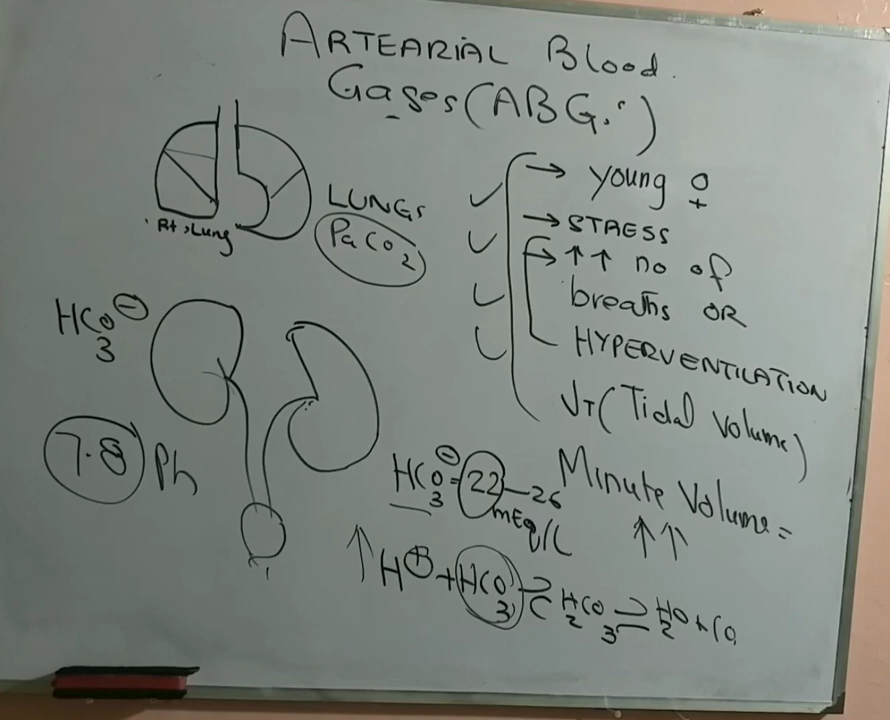 ARTEARIAL Blood.
Gases (ABG.')
→ young ♀
LUNGS
Rt, Lung
PaCO2
→ STRESS
→ ↑↑ no of
breaths OR
HYPERVENTILATION
VT (Tidal Volume)
Minute Volume =
↑↑
HCO3⊖
7.8 Ph
HCO3⊖ = 22–26
mEq/L
↑ H⊕ + HCO3 ⇌ H2CO3 ⇌ H2O + CO